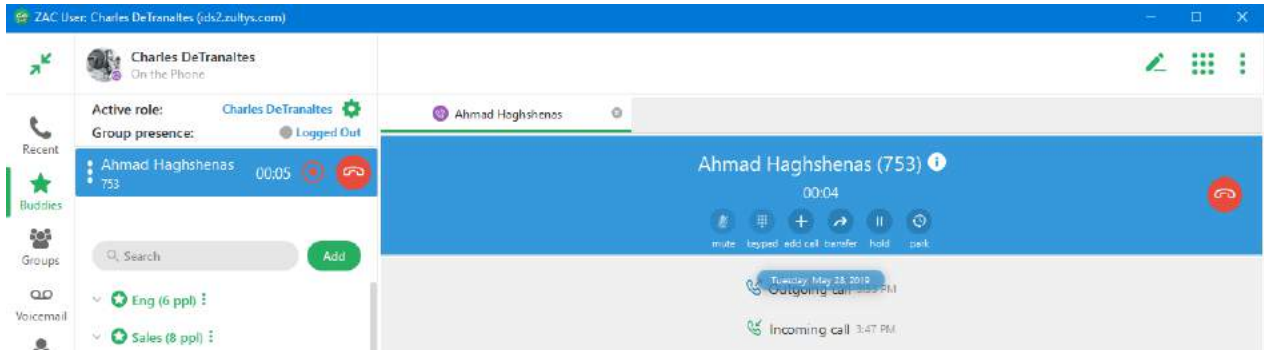 ZAC User: Charles DeTranaltes (ids2.zultys.com)
Charles DeTranaltes
On the Phone
Active role: Charles DeTranaltes
Group presence: Logged Out
Ahmad Haghshenas
753
00:05
Recent
Buddies
Groups
Voicemail
Search
Add
Eng (6 ppl)
Sales (8 ppl)
Ahmad Haghshenas
Ahmad Haghshenas (753)
00:04
mute keypad add call transfer hold park
Tuesday, May 28, 2019
Outgoing call PM
Incoming call 3:47 PM